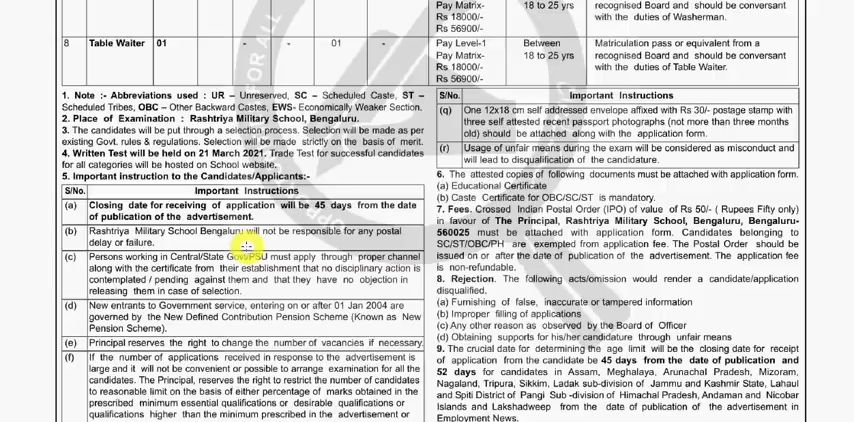 Pay Matrix- 18 to 25 yrs recognised Board and should be conversant
Rs 18000/- with the duties of Washerman.
Rs 56900/-
8 Table Waiter 01 - - 01 - Pay Level-1 Between Matriculation pass or equivalent from a
Pay Matrix- 18 to 25 yrs recognised Board and should be conversant
Rs 18000/- with the duties of Table Waiter.
Rs 56900/-
1. Note :- Abbreviations used : UR – Unreserved, SC – Scheduled Caste, ST –
Scheduled Tribes, OBC – Other Backward Castes, EWS- Economically Weaker Section.
2. Place of Examination : Rashtriya Military School, Bengaluru.
3. The candidates will be put through a selection process. Selection will be made as per
existing Govt. rules & regulations. Selection will be made strictly on the basis of merit.
4. Written Test will be held on 21 March 2021. Trade Test for successful candidates
for all categories will be hosted on School website.
5. Important instruction to the Candidates/Applicants:-
S/No. Important Instructions
(a) Closing date for receiving of application will be 45 days from the date
of publication of the advertisement.
(b) Rashtriya Military School Bengaluru will not be responsible for any postal
delay or failure.
(c) Persons working in Central/State Govt/PSU must apply through proper channel
along with the certificate from their establishment that no disciplinary action is
contemplated / pending against them and that they have no objection in
releasing them in case of selection.
(d) New entrants to Government service, entering on or after 01 Jan 2004 are
governed by the New Defined Contribution Pension Scheme (Known as New
Pension Scheme).
(e) Principal reserves the right to change the number of vacancies if necessary.
(f) If the number of applications received in response to the advertisement is
large and it will not be convenient or possible to arrange examination for all the
candidates. The Principal, reserves the right to restrict the number of candidates
to reasonable limit on the basis of either percentage of marks obtained in the
prescribed minimum essential qualifications or desirable qualifications or
qualifications higher than the minimum prescribed in the advertisement or
S/No. Important Instructions
(q) One 12x18 cm self addressed envelope affixed with Rs 30/- postage stamp with
three self attested recent passport photographs (not more than three months
old) should be attached along with the application form.
(r) Usage of unfair means during the exam will be considered as misconduct and
will lead to disqualification of the candidature.
6. The attested copies of following documents must be attached with application form.
(a) Educational Certificate
(b) Caste Certificate for OBC/SC/ST is mandatory.
7. Fees. Crossed Indian Postal Order (IPO) of value of Rs 50/- ( Rupees Fifty only)
in favour of The Principal, Rashtriya Military School, Bengaluru, Bengaluru-
560025 must be attached with application form. Candidates belonging to
SC/ST/OBC/PH are exempted from application fee. The Postal Order should be
issued on or after the date of publication of the advertisement. The application fee
is non-refundable.
8. Rejection. The following acts/omission would render a candidate/application
disqualified.
(a) Furnishing of false, inaccurate or tampered information
(b) Improper filling of applications
(c) Any other reason as observed by the Board of Officer
(d) Obtaining supports for his/her candidature through unfair means
9. The crucial date for determining the age limit will be the closing date for receipt
of application from the candidate be 45 days from the date of publication and
52 days for candidates in Assam, Meghalaya, Arunachal Pradesh, Mizoram,
Nagaland, Tripura, Sikkim, Ladak sub-division of Jammu and Kashmir State, Lahaul
and Spiti District of Pangi Sub -division of Himachal Pradesh, Andaman and Nicobar
Islands and Lakshadweep from the date of publication of the advertisement in
Employment News.